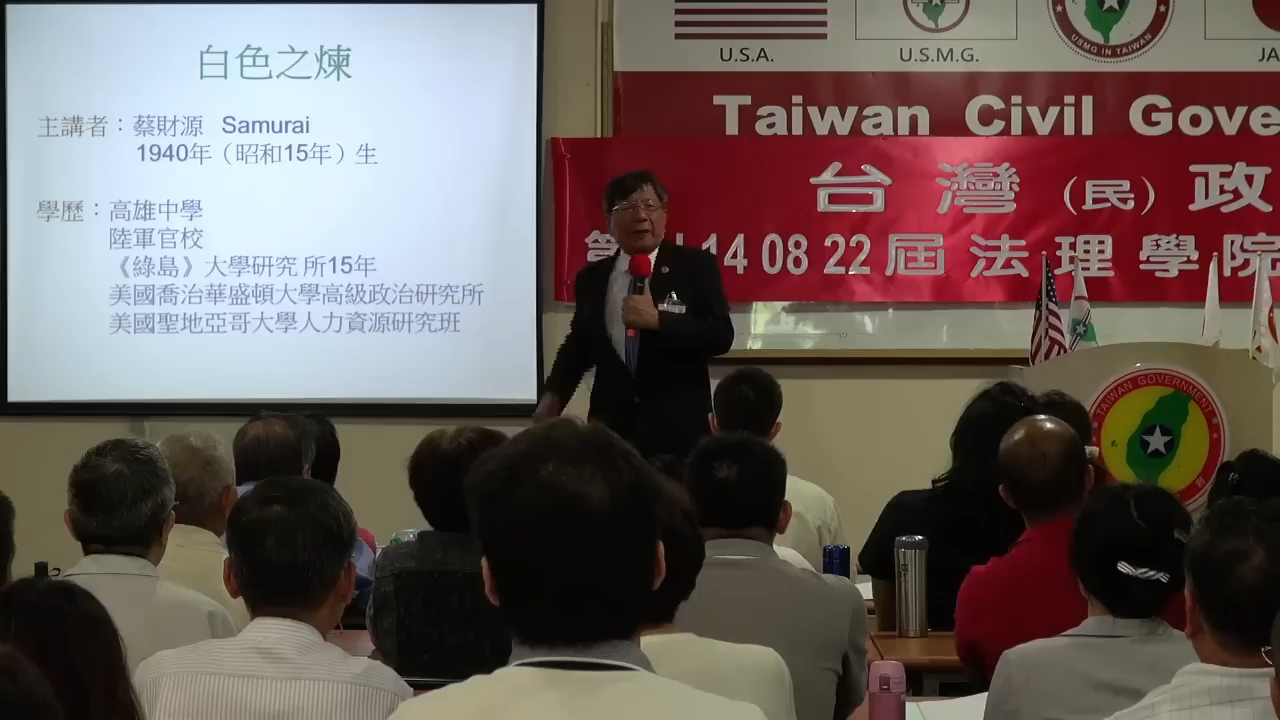 白色之煉
主講者：蔡財源 Samurai
1940年（昭和15年）生
學歷：高雄中學
陸軍官校
《綠島》大學研究 所15年
美國喬治華盛頓大學高級政治研究所
美國聖地亞哥大學人力資源研究班
U.S.A.
U.S.M.G.
USMG IN TAIWAN
JA
Taiwan Civil Gove
台灣（民）政
14 08 22 屆 法 理 學 院
TAIWAN GOVERNMENT